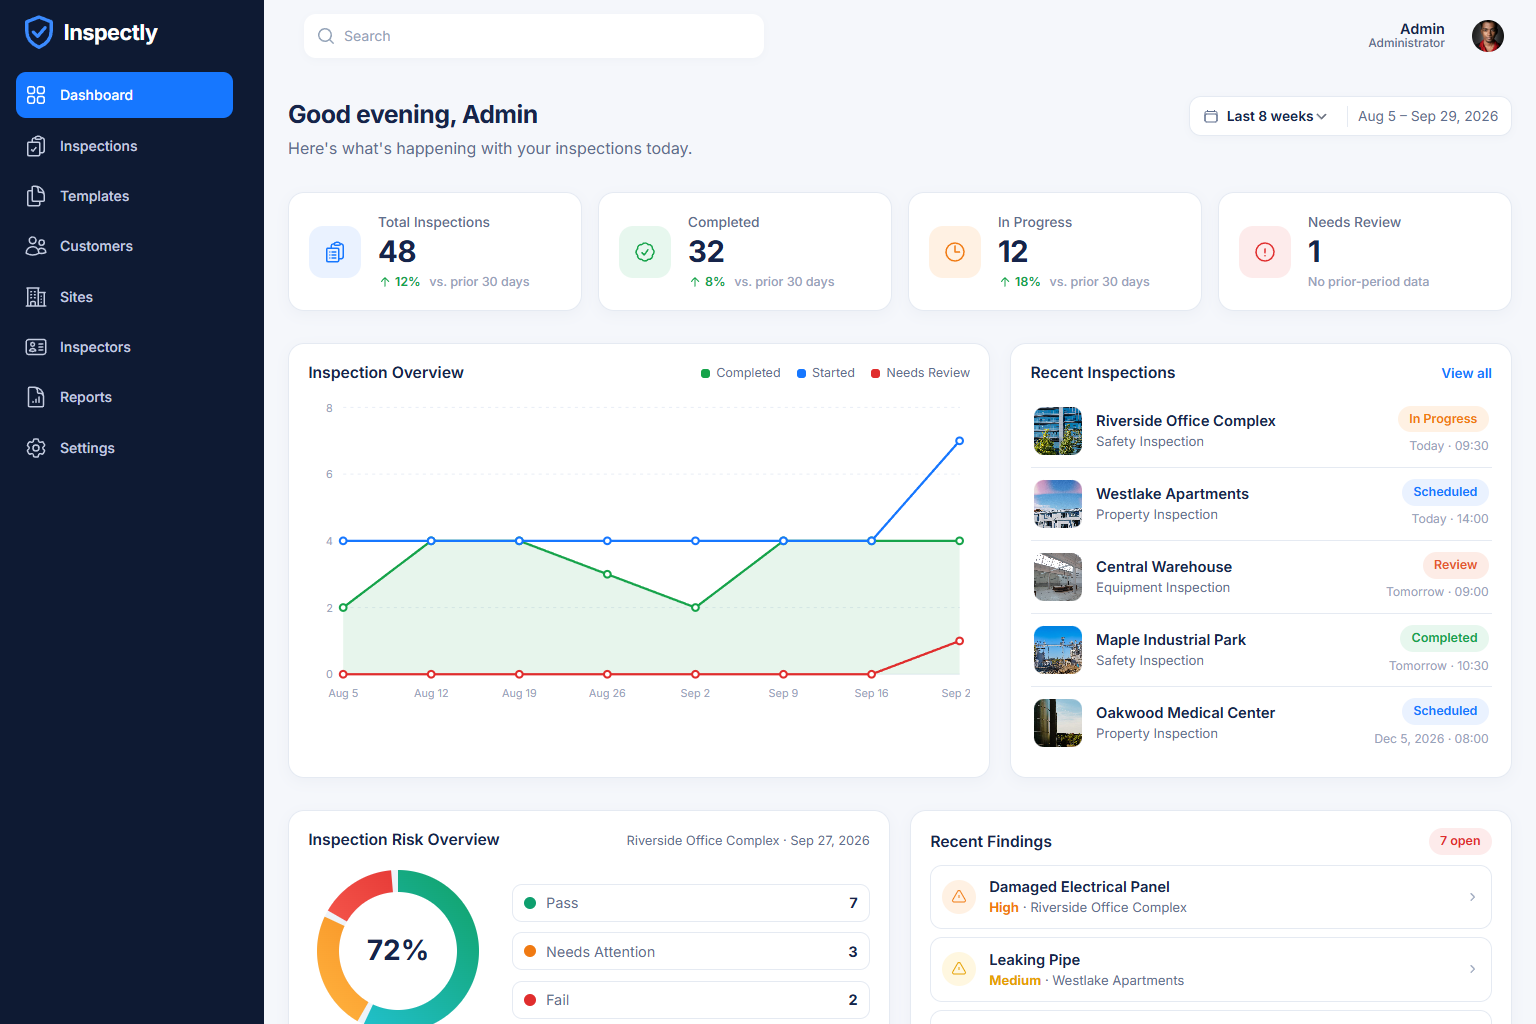 Inspectly
Dashboard
Inspections
Templates
Customers
Sites
Inspectors
Reports
Settings
Search
Admin
Administrator
Good evening, Admin
Here's what's happening with your inspections today.
Last 8 weeks
Aug 5 – Sep 29, 2026
Total Inspections
48
↑ 12% vs. prior 30 days
Completed
32
↑ 8% vs. prior 30 days
In Progress
12
↑ 18% vs. prior 30 days
Needs Review
1
No prior-period data
Inspection Overview
Completed Started Needs Review
8
6
4
2
0
Aug 5 Aug 12 Aug 19 Aug 26 Sep 2 Sep 9 Sep 16 Sep 2
Recent Inspections
View all
Riverside Office Complex
Safety Inspection
In Progress
Today · 09:30
Westlake Apartments
Property Inspection
Scheduled
Today · 14:00
Central Warehouse
Equipment Inspection
Review
Tomorrow · 09:00
Maple Industrial Park
Safety Inspection
Completed
Tomorrow · 10:30
Oakwood Medical Center
Property Inspection
Scheduled
Dec 5, 2026 · 08:00
Inspection Risk Overview
Riverside Office Complex · Sep 27, 2026
72%
Pass 7
Needs Attention 3
Fail 2
Recent Findings
7 open
Damaged Electrical Panel
High · Riverside Office Complex
Leaking Pipe
Medium · Westlake Apartments